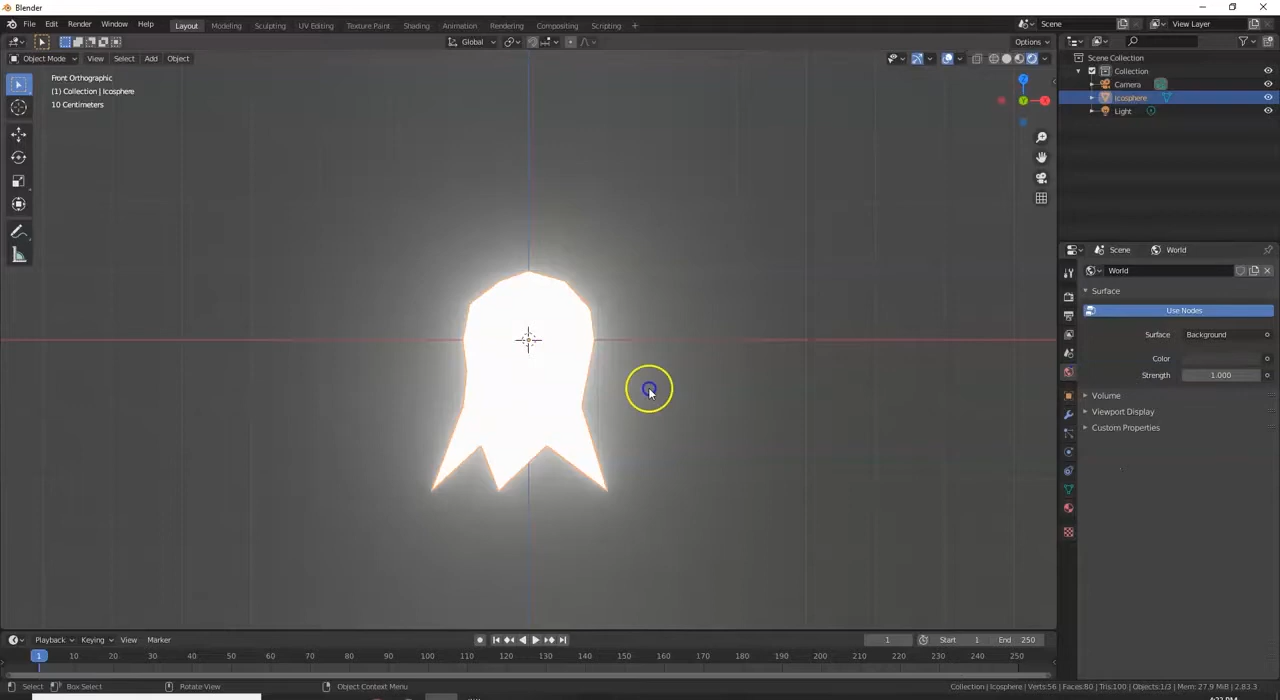 Blender
File Edit Render Window Help Layout Modeling Sculpting UV Editing Texture Paint Shading Animation Rendering Compositing Scripting + Scene View Layer
Global Options
Object Mode View Select Add Object
Front Orthographic
(1) Collection | Icosphere
10 Centimeters
Z
Y
X
Scene Collection
Collection
Camera
Icosphere
Light
Scene World
World
Surface
Use Nodes
Surface Background
Color
Strength 1.000
Volume
Viewport Display
Custom Properties
Playback Keying View Marker 1 Start 1 End 250
1 10 20 30 40 50 60 70 80 90 100 110 120 130 140 150 160 170 180 190 200 210 220 230 240 250
Select Box Select Rotate View Object Context Menu Collection | Icosphere | Verts:56 | Faces:80 | Tris:100 | Objects:1/3 | Mem: 27.9 MiB | 2.83.3